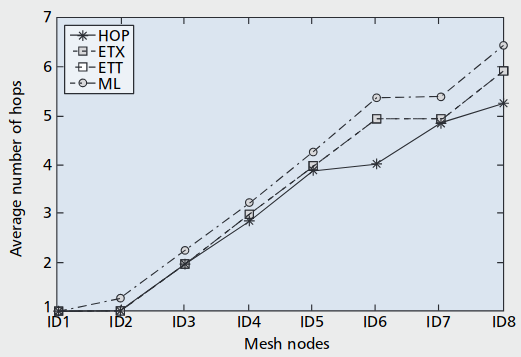 7
6
5
4
3
2
1
Average number of hops
HOP
ETX
ETT
ML
ID1 ID2 ID3 ID4 ID5 ID6 ID7 ID8
Mesh nodes